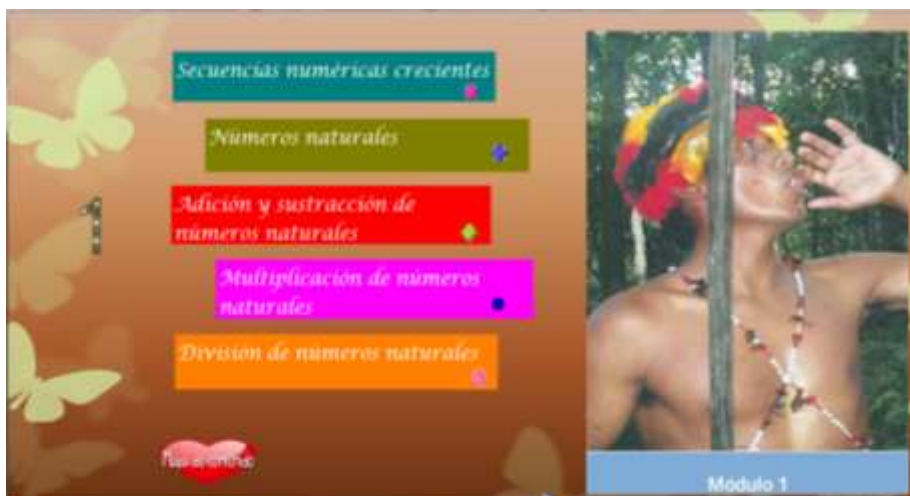 Secuencias numéricas crecientes
Números naturales
Adición y sustracción de
números naturales
Multiplicación de números
naturales
División de números naturales
1
Módulo 1